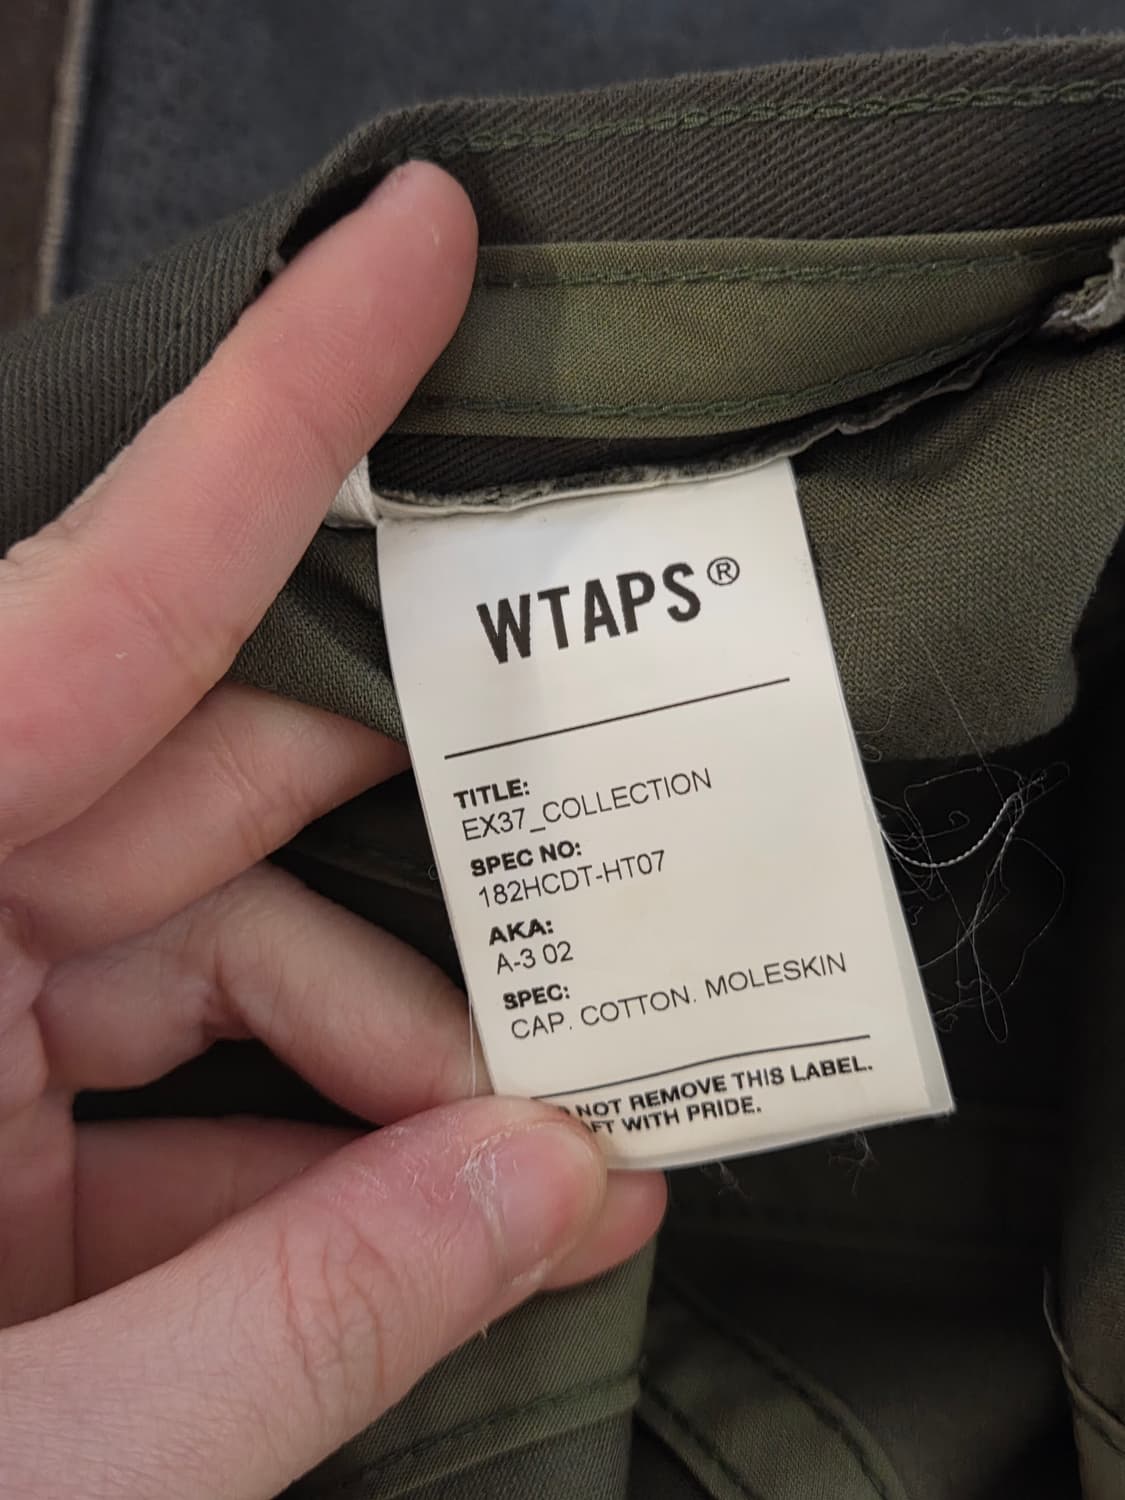 WTAPS®
TITLE:
EX37_COLLECTION
SPEC NO:
182HCDT-HT07
AKA:
A-3 02
SPEC:
CAP. COTTON. MOLESKIN
NOT REMOVE THIS LABEL.
WITH PRIDE.